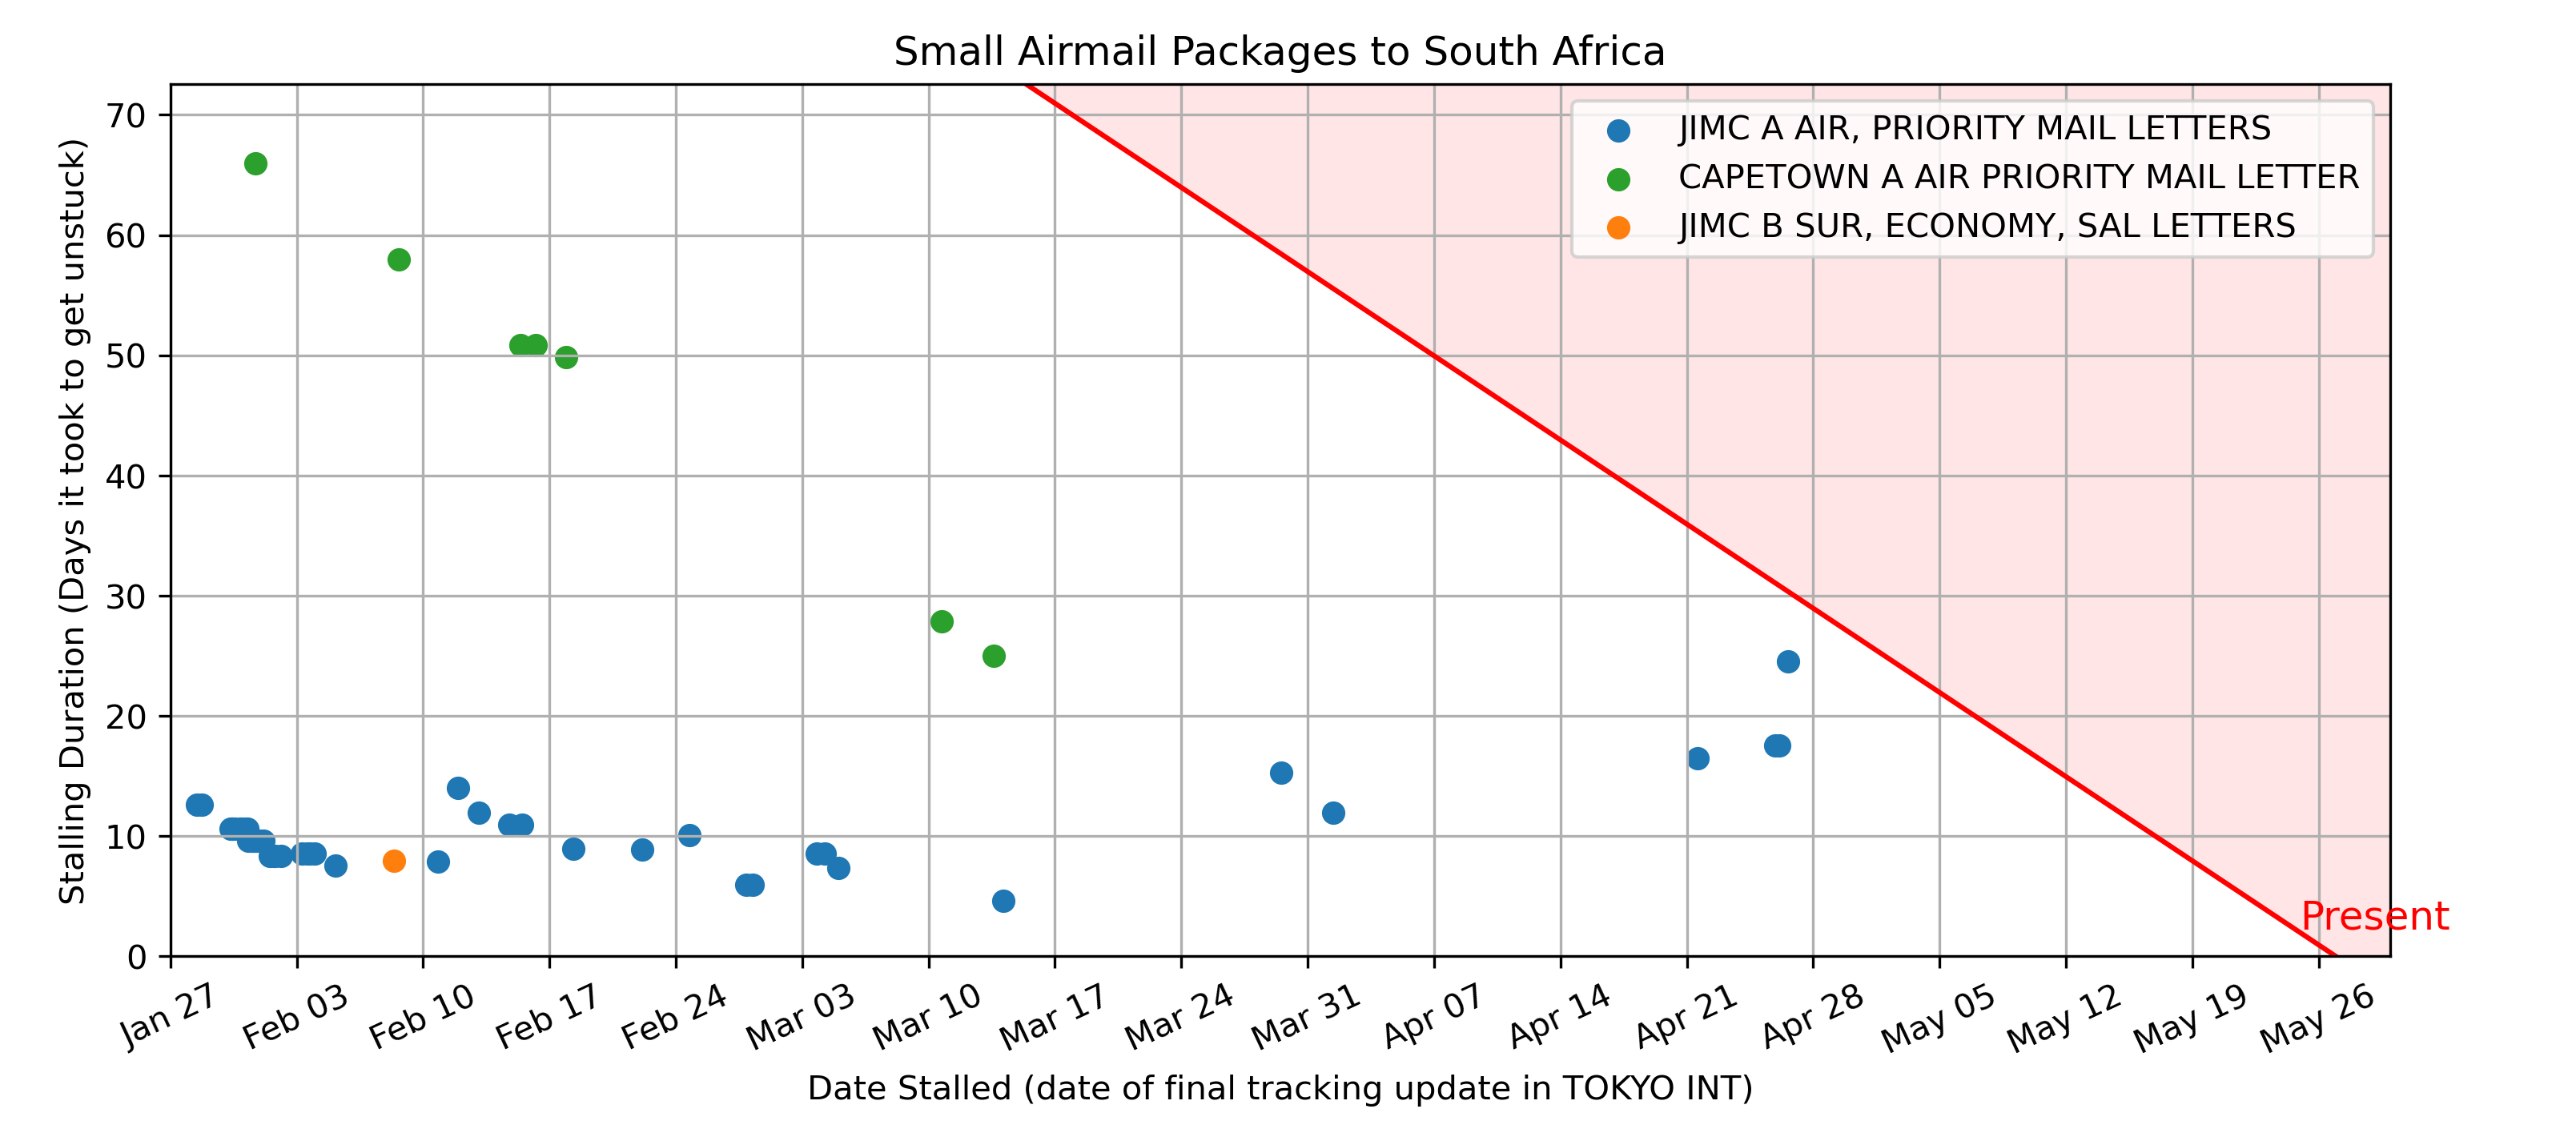 Small Airmail Packages to South Africa
JIMC A AIR, PRIORITY MAIL LETTERS
CAPETOWN A AIR PRIORITY MAIL LETTER
JIMC B SUR, ECONOMY, SAL LETTERS
Stalling Duration (Days it took to get unstuck)
70
60
50
40
30
20
10
0
Present
Jan 27
Feb 03
Feb 10
Feb 17
Feb 24
Mar 03
Mar 10
Mar 17
Mar 24
Mar 31
Apr 07
Apr 14
Apr 21
Apr 28
May 05
May 12
May 19
May 26
Date Stalled (date of final tracking update in TOKYO INT)